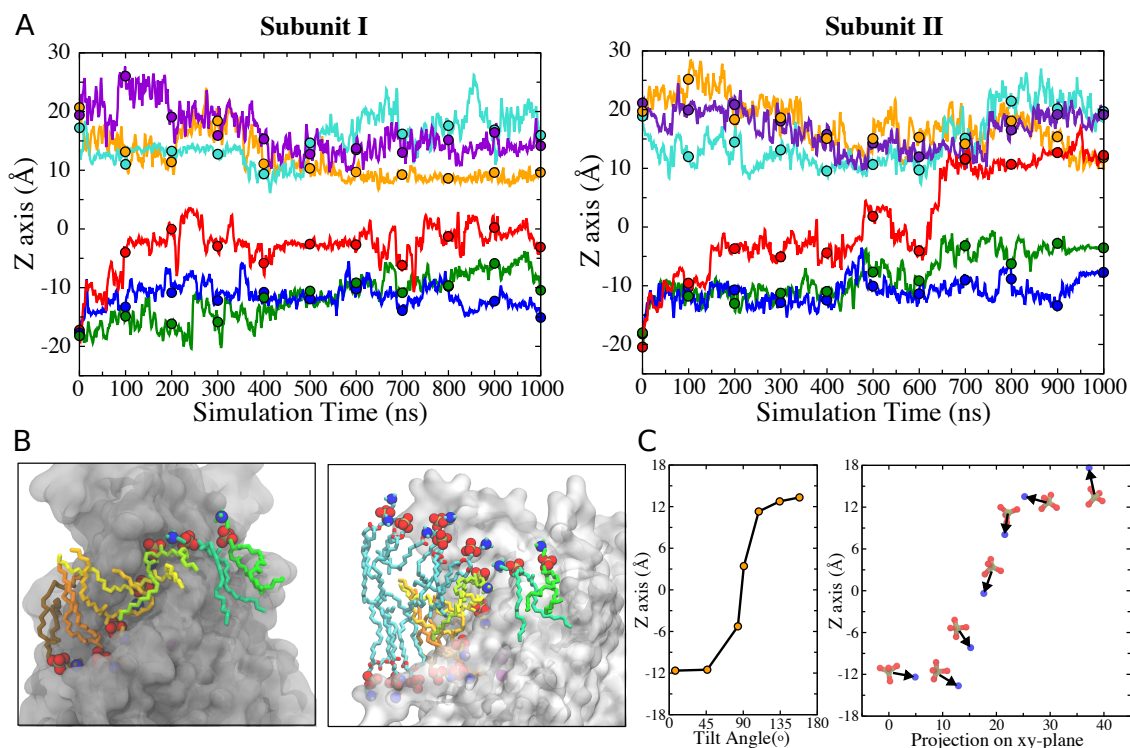 A
Subunit I
Subunit II
30
20
10
0
-10
-20
Z axis (Å)
0 100 200 300 400 500 600 700 800 900 1000
Simulation Time (ns)
30
20
10
0
-10
-20
Z axis (Å)
0 100 200 300 400 500 600 700 800 900 1000
Simulation Time (ns)
B
C
18
12
6
0
-6
-12
-18
Z axis (Å)
0 45 90 135 180
Tilt Angle(o)
18
12
6
0
-6
-12
-18
Z axis (Å)
0 10 20 30 40
Projection on xy-plane